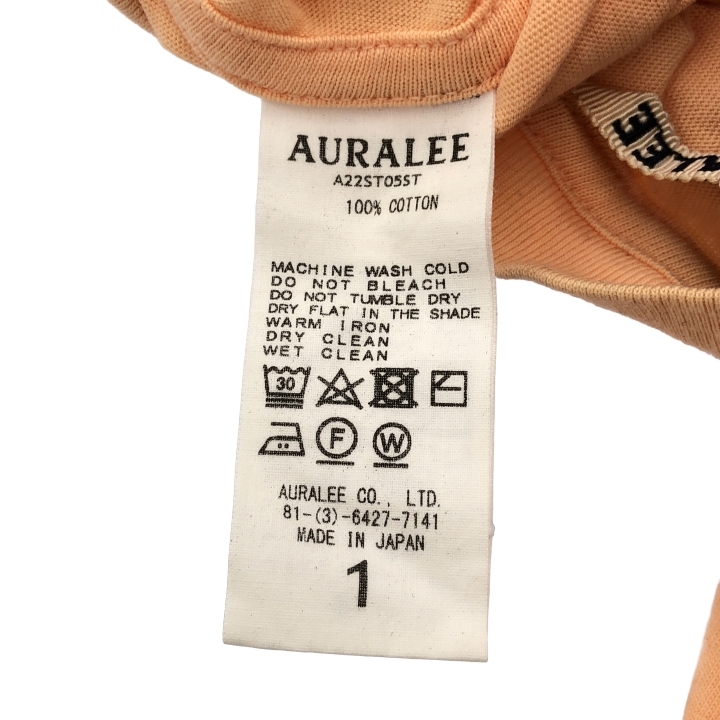 AURALEE
A22ST05ST
100% COTTON
MACHINE WASH COLD
DO NOT BLEACH
DO NOT TUMBLE DRY
DRY FLAT IN THE SHADE
WARM IRON
DRY CLEAN
WET CLEAN
30
F
W
AURALEE CO., LTD.
81-(3)-6427-7141
MADE IN JAPAN
1